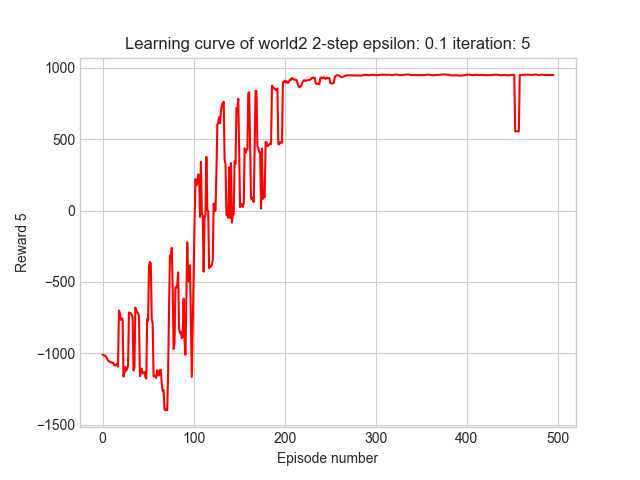 Learning curve of world2 2-step epsilon: 0.1 iteration: 5
1000
500
0
−500
−1000
−1500
Reward 5
0 100 200 300 400 500
Episode number